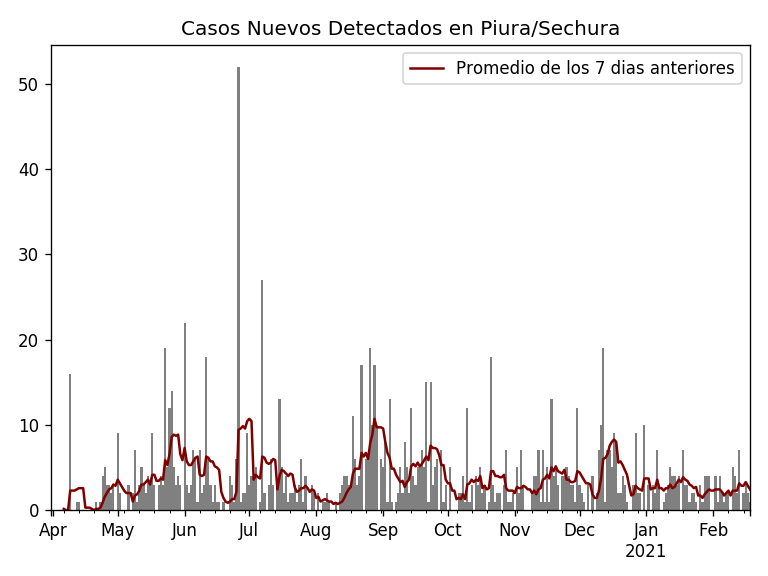 Casos Nuevos Detectados en Piura/Sechura
Promedio de los 7 dias anteriores
50
40
30
20
10
0
Apr May Jun Jul Aug Sep Oct Nov Dec Jan Feb
2021